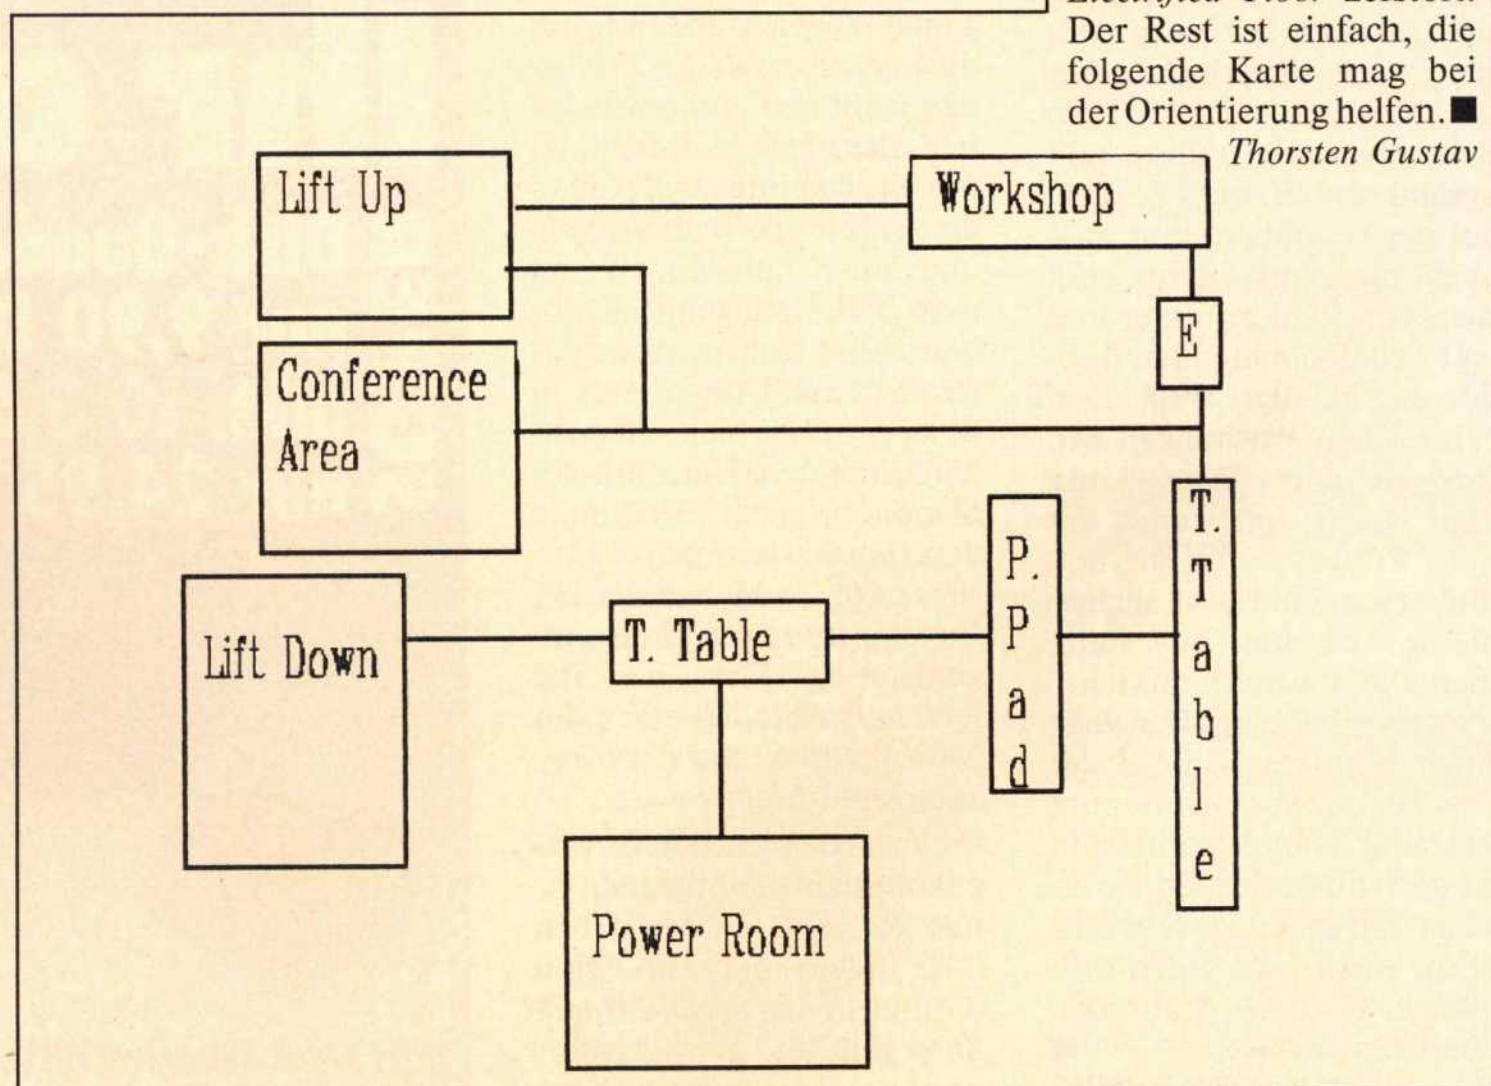 Der Rest ist einfach, die
folgende Karte mag bei
der Orientierung helfen.■
Thorsten Gustav
Lift Up
Workshop
E
Conference
Area
T. Table
P. Pad
Lift Down
T. Table
Power Room